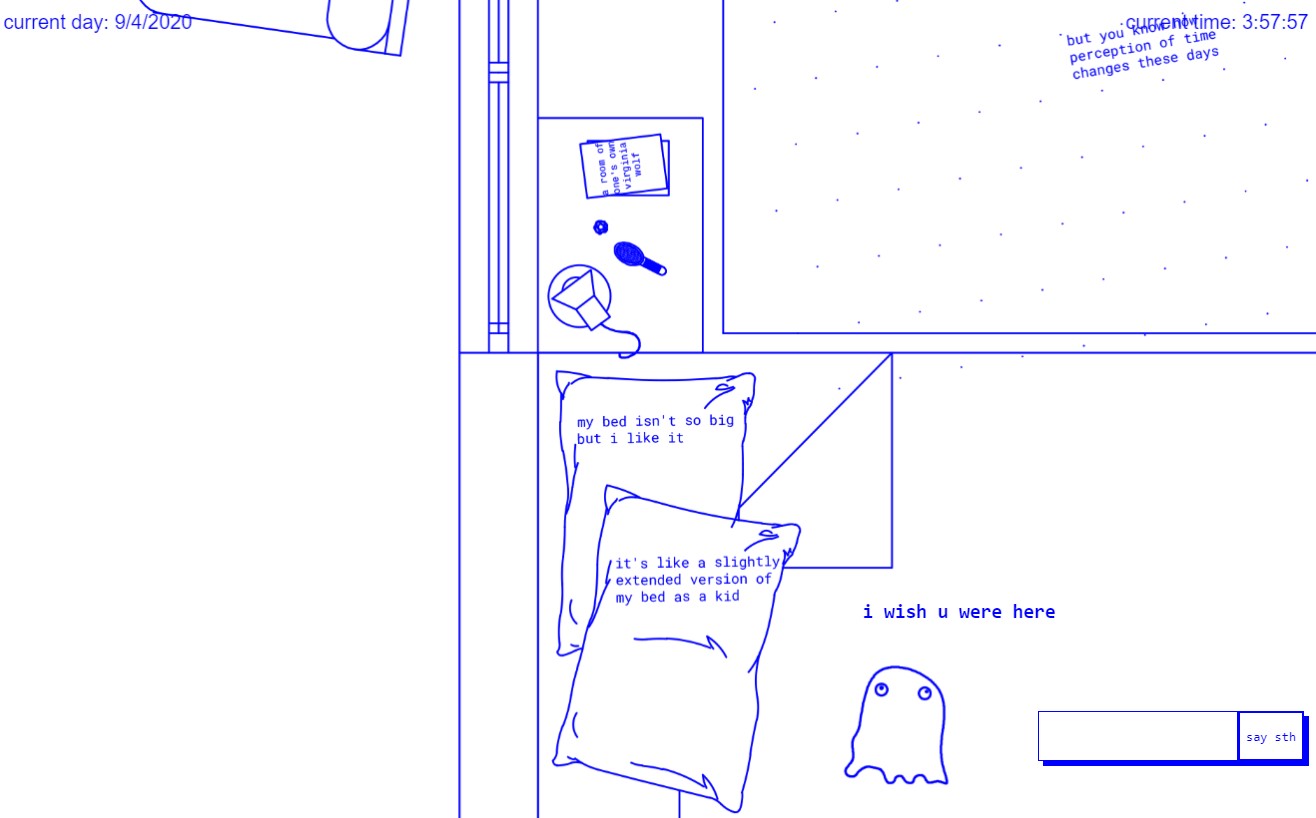 current day: 9/4/2020
current time: 3:57:57
but you know how
perception of time
changes these days
a room of
one's own
virginia
wolf
my bed isn't so big
but i like it
it's like a slightly
extended version of
my bed as a kid
i wish u were here
say sth